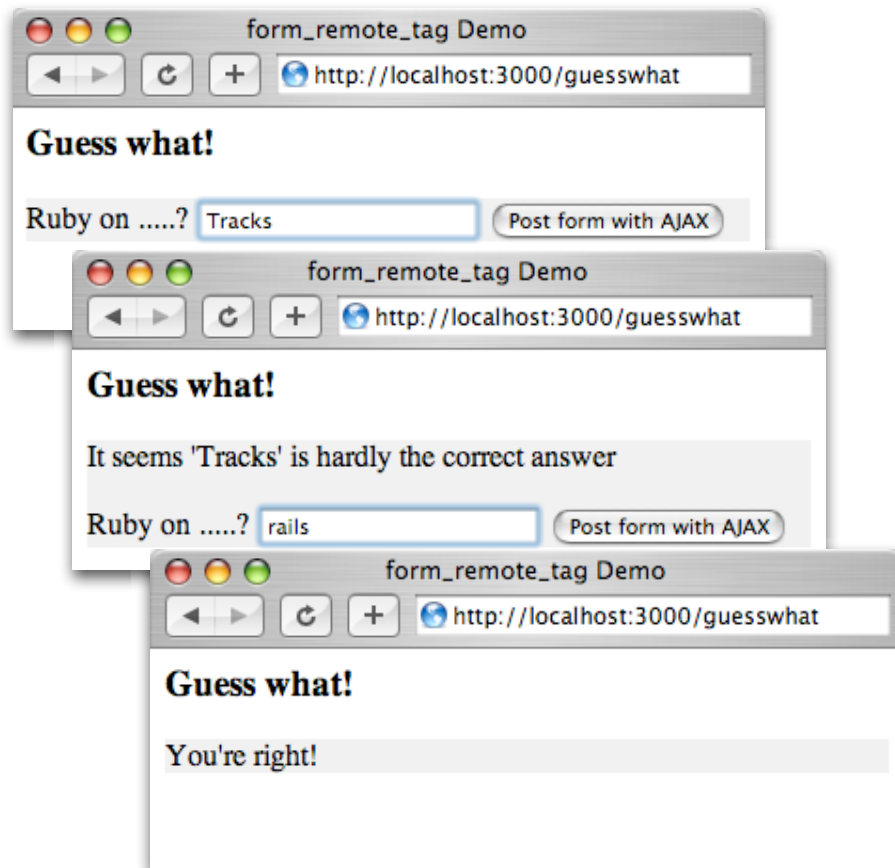 form_remote_tag Demo
http://localhost:3000/guesswhat
Guess what!
Ruby on .....? Tracks Post form with AJAX
form_remote_tag Demo
http://localhost:3000/guesswhat
Guess what!
It seems 'Tracks' is hardly the correct answer
Ruby on .....? rails Post form with AJAX
form_remote_tag Demo
http://localhost:3000/guesswhat
Guess what!
You're right!